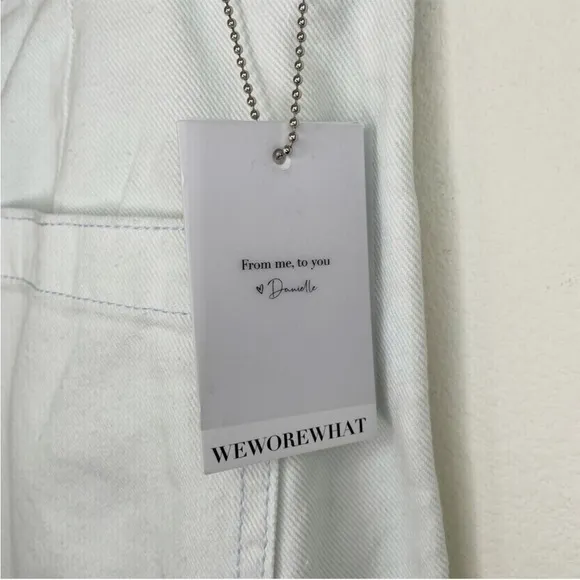 From me, to you
♡ Danielle
WEWOREWHAT